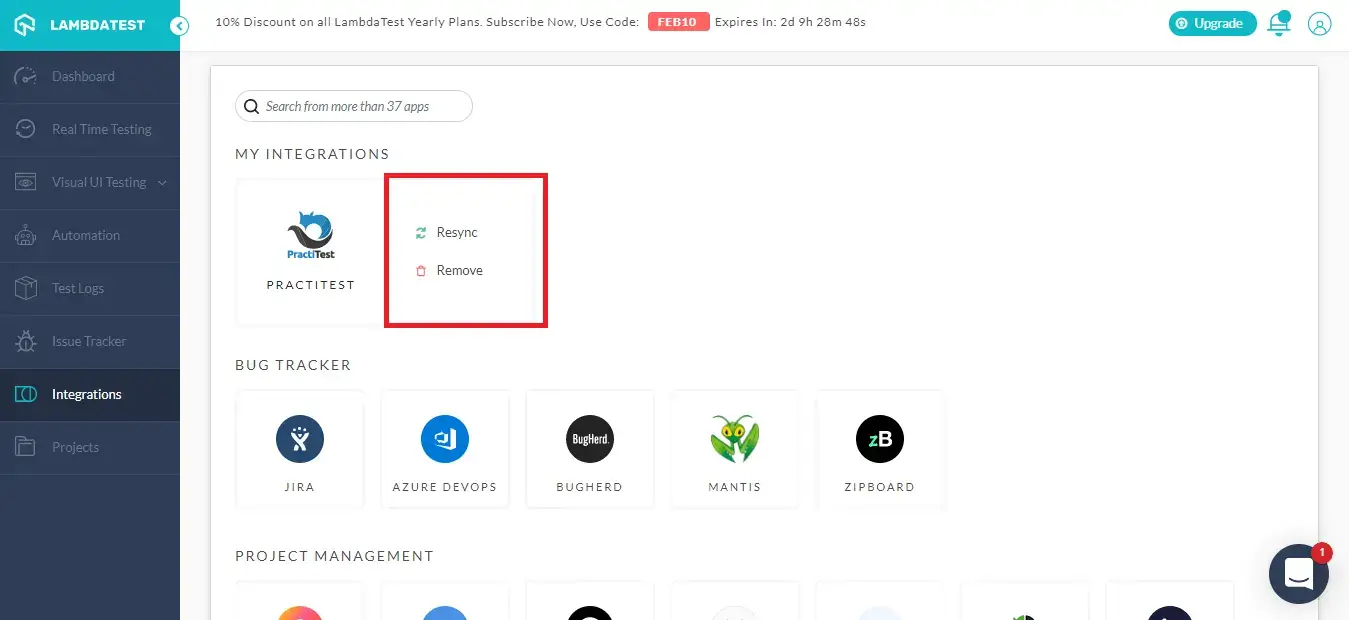 LAMBDATEST
10% Discount on all LambdaTest Yearly Plans. Subscribe Now, Use Code: FEB10 Expires In: 2d 9h 28m 48s
Upgrade
Dashboard
Real Time Testing
Visual UI Testing
Automation
Test Logs
Issue Tracker
Integrations
Projects
Search from more than 37 apps
MY INTEGRATIONS
PractiTest
PRACTITEST
Resync
Remove
BUG TRACKER
BugHerd.
zB
JIRA
AZURE DEVOPS
BUGHERD
MANTIS
ZIPBOARD
PROJECT MANAGEMENT
1